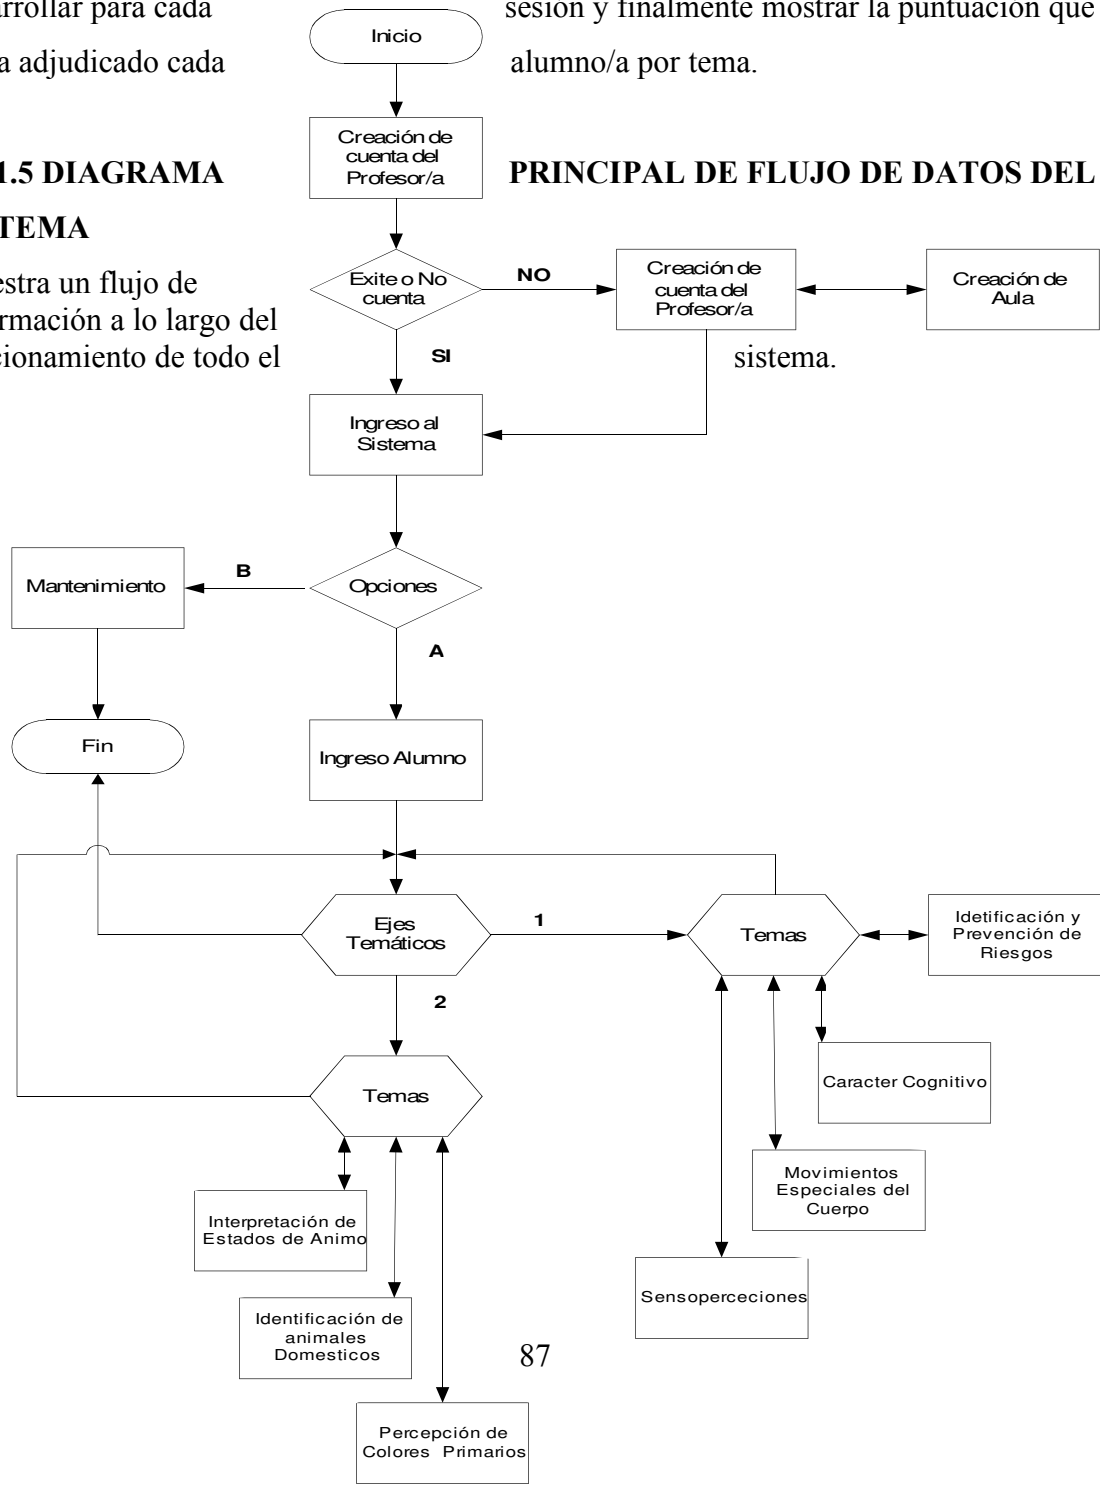 arrollar para cada sesión y finalmente mostrar la puntuación que
a adjudicado cada alumno/a por tema.
1.5 DIAGRAMA PRINCIPAL DE FLUJO DE DATOS DEL
TEMA
estra un flujo de
rmación a lo largo del
cionamiento de todo el sistema.
Inicio
Creación de
cuenta del
Profesor/a
Exite o No
cuenta
NO
Creación de
cuenta del
Profesor/a
Creación de
Aula
SI
Ingreso al
Sistema
Opciones
B
Mantenimiento
A
Fin
Ingreso Alumno
Ejes
Temáticos
1
Temas
Idetificación y
Prevención de
Riesgos
2
Caracter Cognitivo
Temas
Movimientos
Especiales del
Cuerpo
Interpretación de
Estados de Animo
Sensoperceciones
Identificación de
animales
Domesticos
87
Percepción de
Colores Primarios